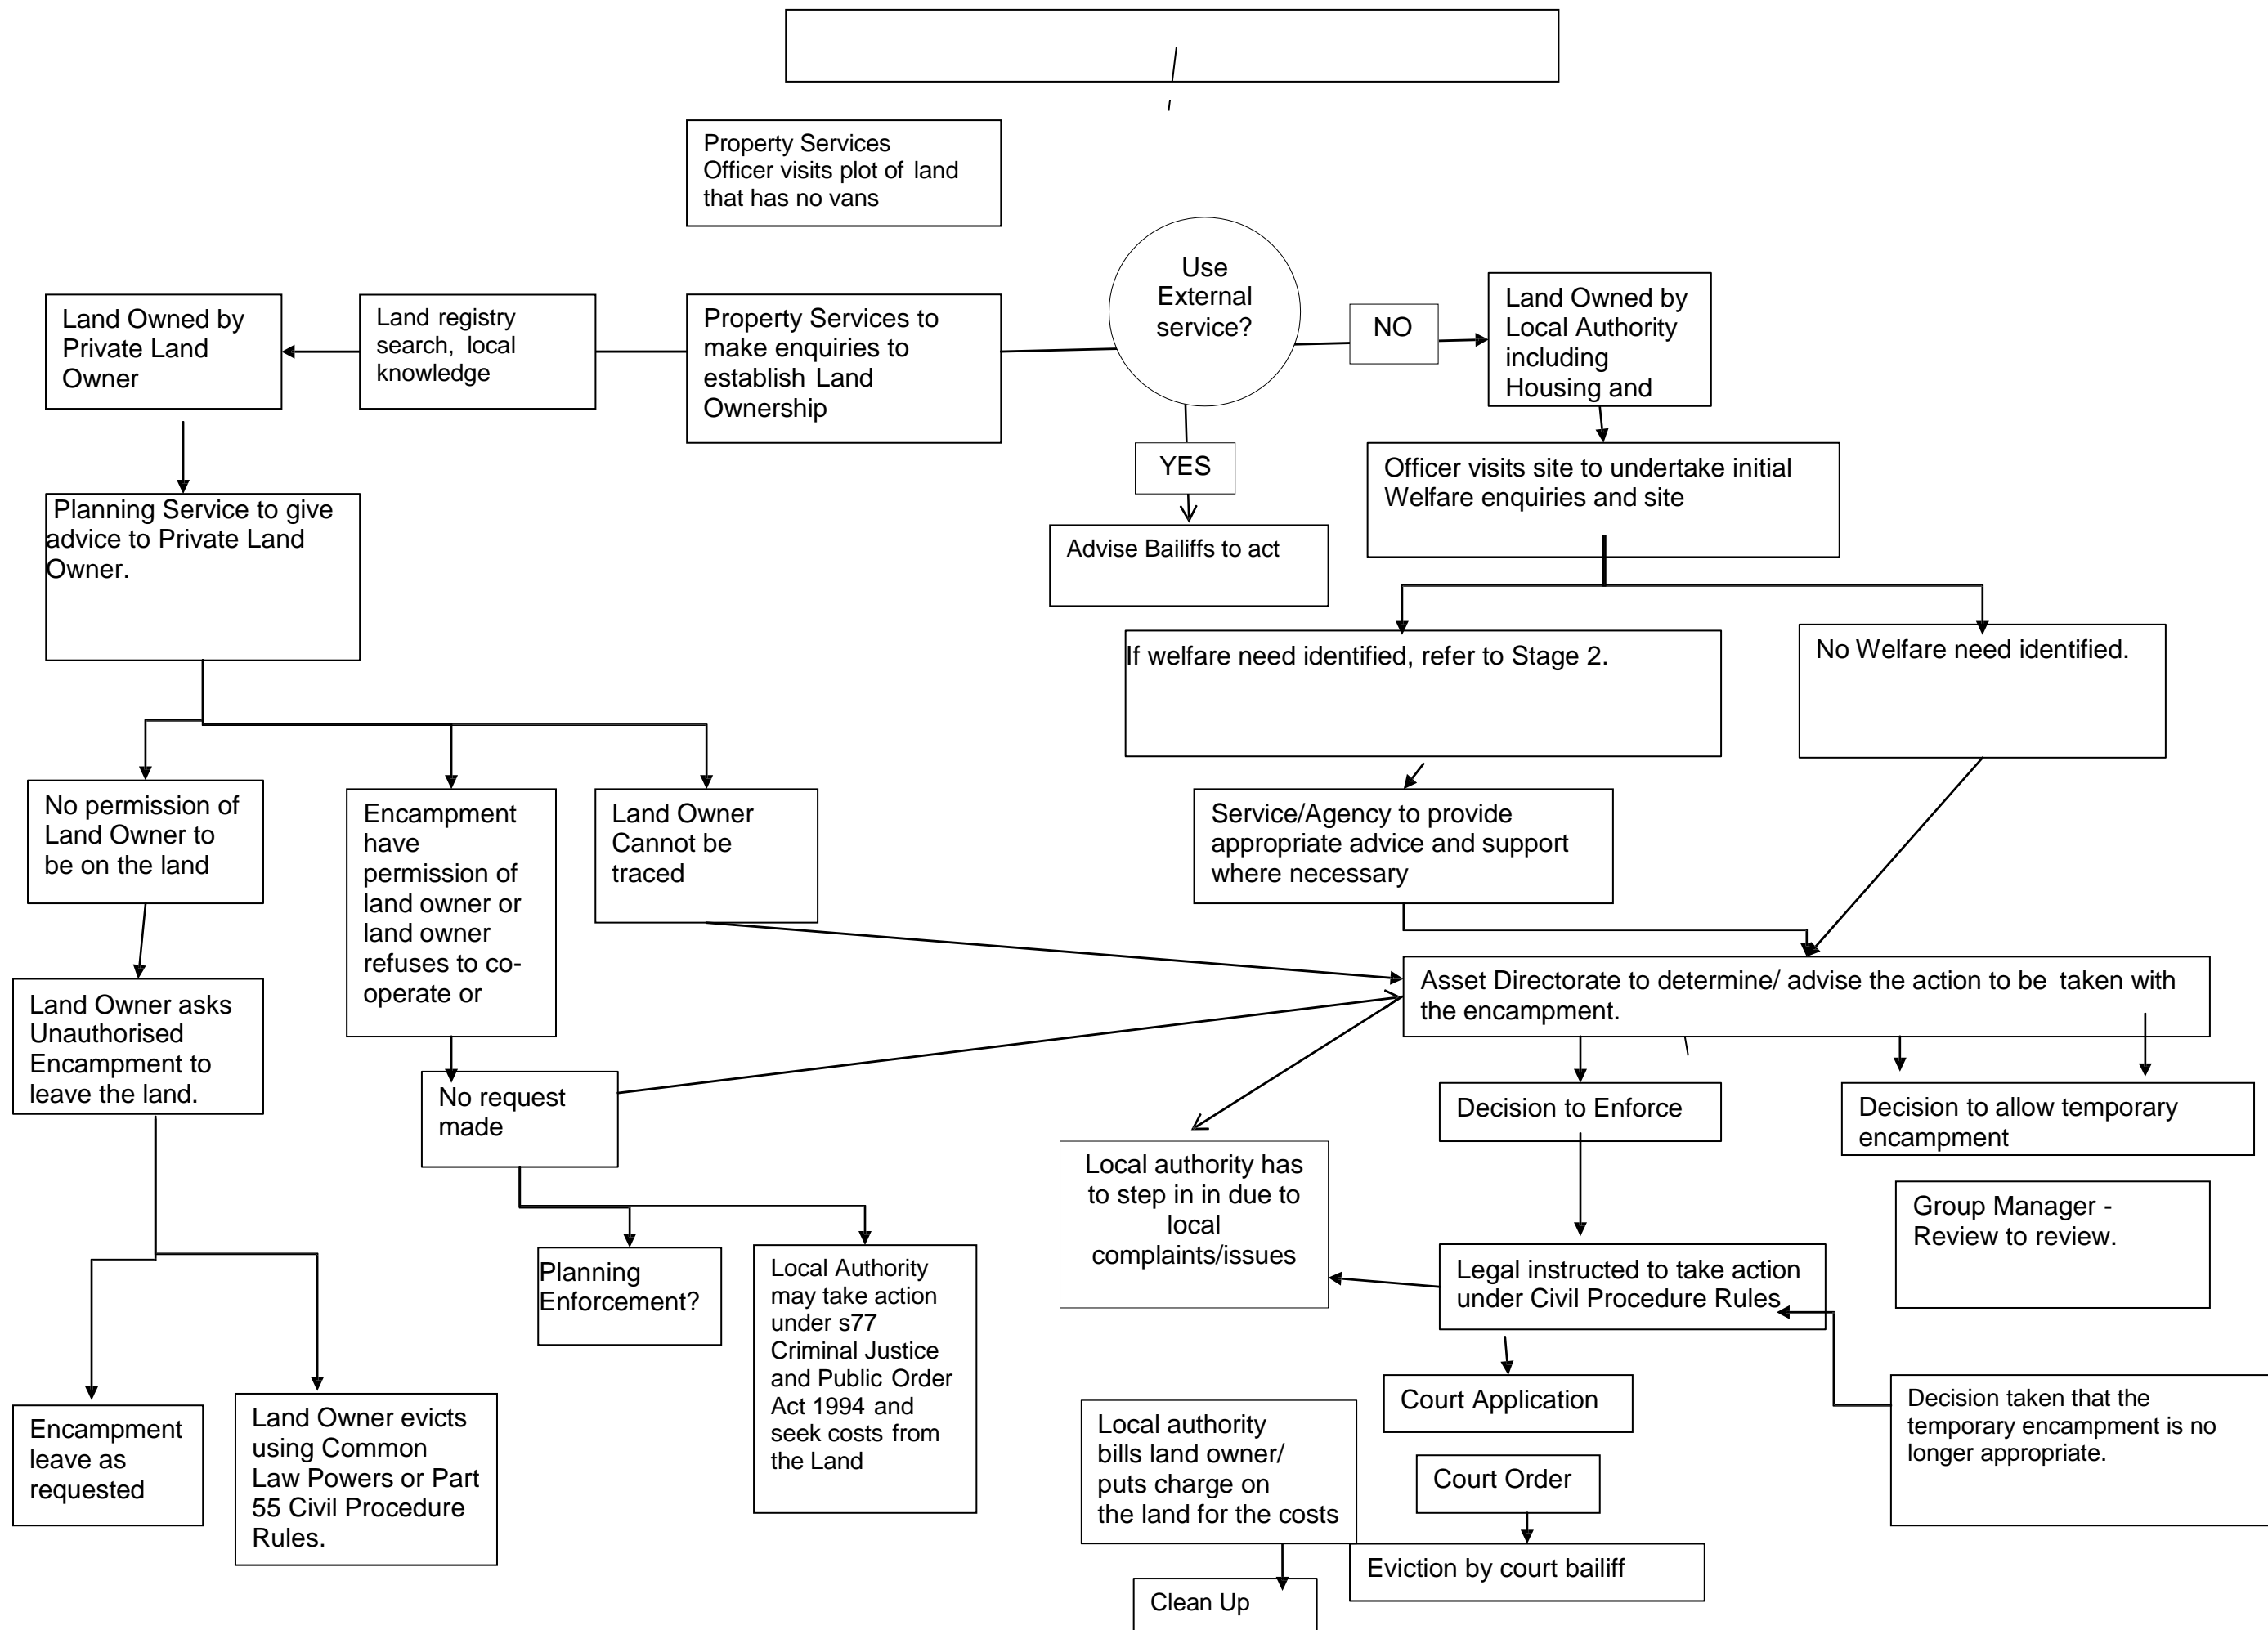 Property Services
Officer visits plot of land
that has no vans
Use
External
service?
Land Owned by
Private Land
Owner
Land registry
search, local
knowledge
Property Services to
make enquiries to
establish Land
Ownership
NO
Land Owned by
Local Authority
including
Housing and
YES
Officer visits site to undertake initial
Welfare enquiries and site
Planning Service to give
advice to Private Land
Owner.
Advise Bailiffs to act
If welfare need identified, refer to Stage 2.
No Welfare need identified.
No permission of
Land Owner to
be on the land
Encampment
have
permission of
land owner or
land owner
refuses to co-
operate or
Land Owner
Cannot be
traced
Service/Agency to provide
appropriate advice and support
where necessary
Land Owner asks
Unauthorised
Encampment to
leave the land.
Asset Directorate to determine/ advise the action to be taken with
the encampment.
No request
made
Decision to Enforce
Decision to allow temporary
encampment
Local authority has
to step in in due to
local
complaints/issues
Group Manager -
Review to review.
Planning
Enforcement?
Local Authority
may take action
under s77
Criminal Justice
and Public Order
Act 1994 and
seek costs from
the Land
Legal instructed to take action
under Civil Procedure Rules
Encampment
leave as
requested
Land Owner evicts
using Common
Law Powers or Part
55 Civil Procedure
Rules.
Local authority
bills land owner/
puts charge on
the land for the costs
Court Application
Decision taken that the
temporary encampment is no
longer appropriate.
Court Order
Eviction by court bailiff
Clean Up